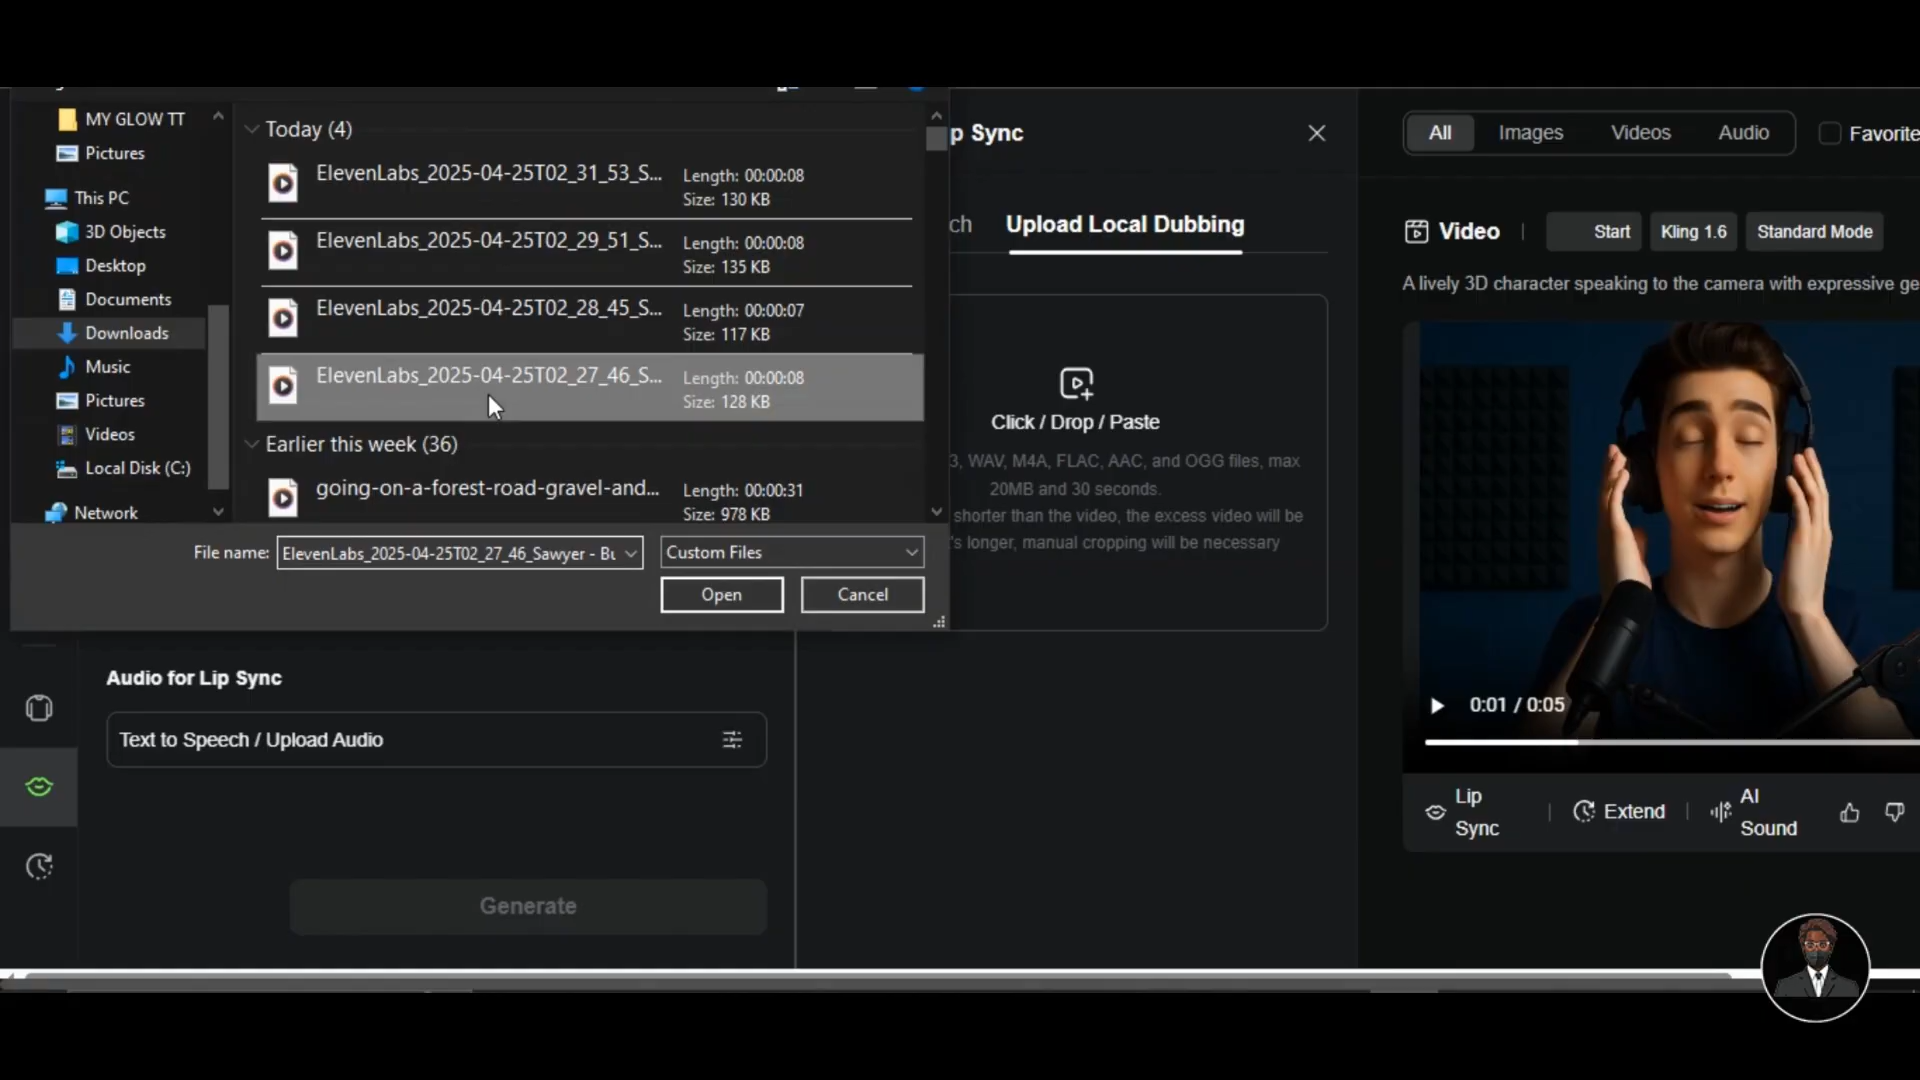 MY GLOW TT
Pictures
This PC
3D Objects
Desktop
Documents
Downloads
Music
Pictures
Videos
Local Disk (C:)
Network
Today (4)
ElevenLabs_2025-04-25T02_31_53_S...
Length: 00:00:08
Size: 130 KB
ElevenLabs_2025-04-25T02_29_51_S...
Length: 00:00:08
Size: 135 KB
ElevenLabs_2025-04-25T02_28_45_S...
Length: 00:00:07
Size: 117 KB
ElevenLabs_2025-04-25T02_27_46_S...
Length: 00:00:08
Size: 128 KB
Earlier this week (36)
going-on-a-forest-road-gravel-and...
Length: 00:00:31
Size: 978 KB
File name: ElevenLabs_2025-04-25T02_27_46_Sawyer - Bu
Custom Files
Open Cancel
Audio for Lip Sync
Text to Speech / Upload Audio
Generate
p Sync
ch Upload Local Dubbing
Click / Drop / Paste
3, WAV, M4A, FLAC, AAC, and OGG files, max
20MB and 30 seconds.
shorter than the video, the excess video will be
's longer, manual cropping will be necessary
All Images Videos Audio Favorite
Video Start Kling 1.6 Standard Mode
A lively 3D character speaking to the camera with expressive ge
0:01 / 0:05
Lip Sync
Extend
AI Sound